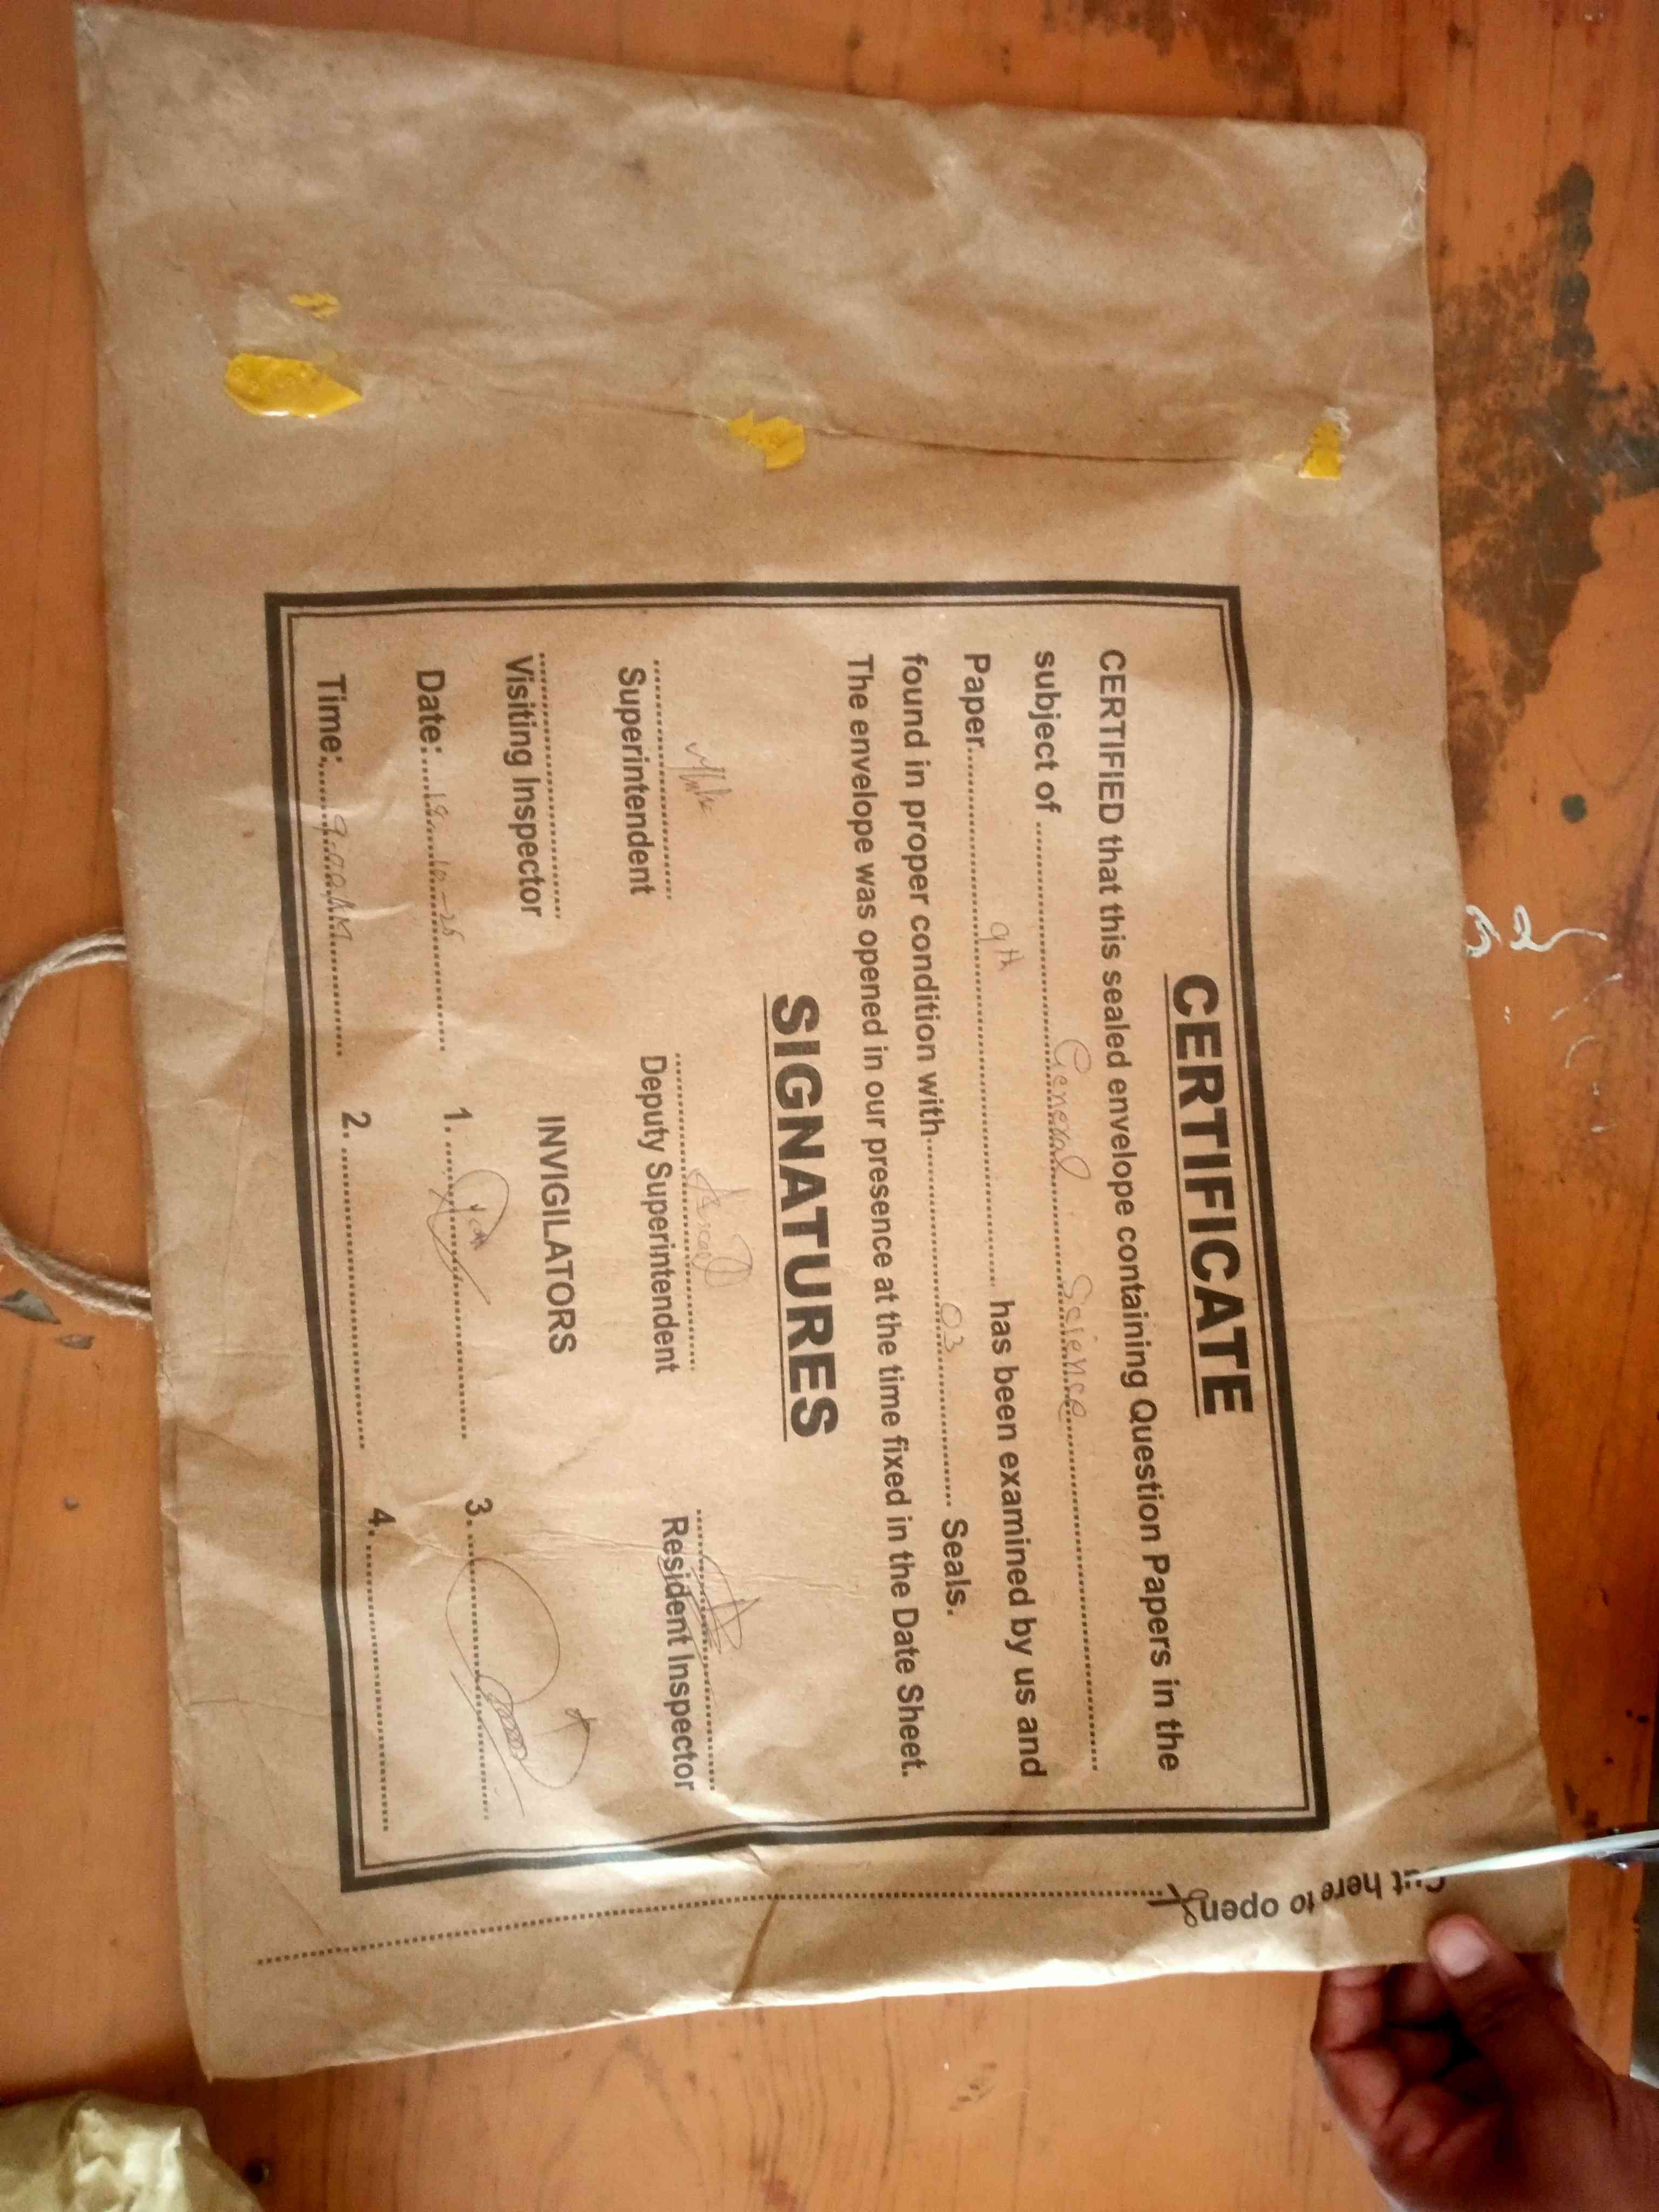 CERTIFICATE
CERTIFIED that this sealed envelope containing Question Papers in the
subject of General Science
Paper 9th has been examined by us and
found in proper condition with 03 Seals.
The envelope was opened in our presence at the time fixed in the Date Sheet.
SIGNATURES
Superintendent Deputy Superintendent Resident Inspector
Visiting Inspector INVIGILATORS
Date: 1. 3.
Time: 9:00AM 2. 4.
Cut here to open